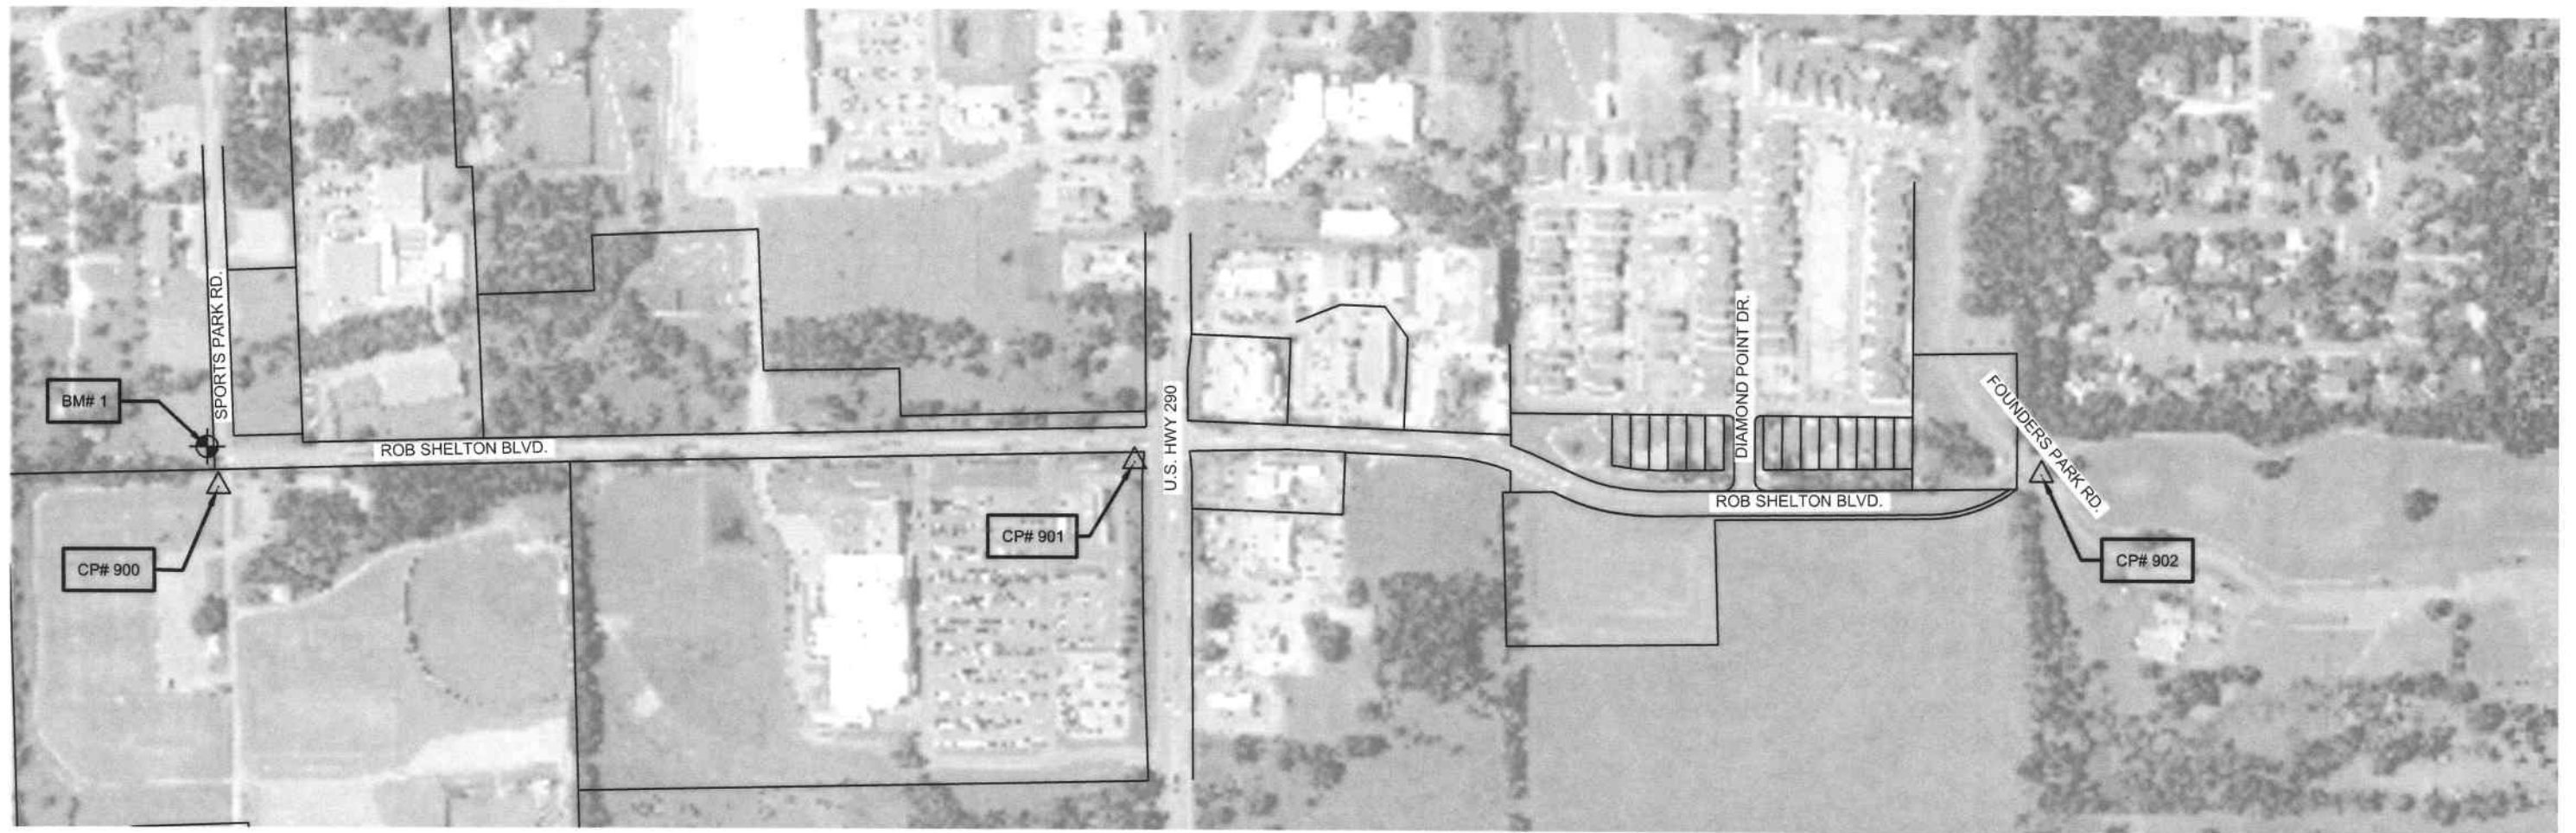 SPORTS PARK RD.
BM# 1
ROB SHELTON BLVD.
CP# 900
CP# 901
U.S. HWY 290
DIAMOND POINT DR.
ROB SHELTON BLVD.
FOUNDERS PARK RD.
CP# 902